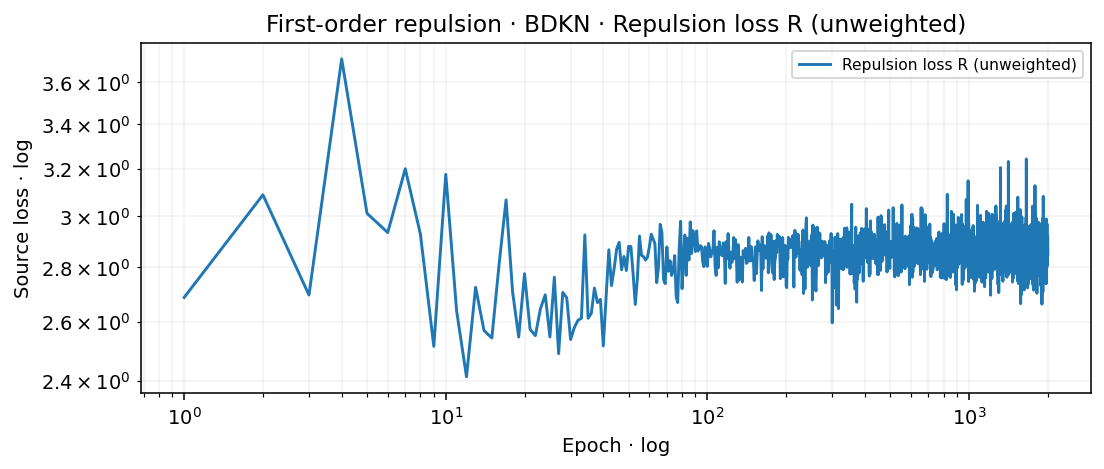 First-order repulsion · BDKN · Repulsion loss R (unweighted)
Repulsion loss R (unweighted)
Source loss · log
3.6 × 10⁰
3.4 × 10⁰
3.2 × 10⁰
3 × 10⁰
2.8 × 10⁰
2.6 × 10⁰
2.4 × 10⁰
10⁰ 10¹ 10² 10³
Epoch · log